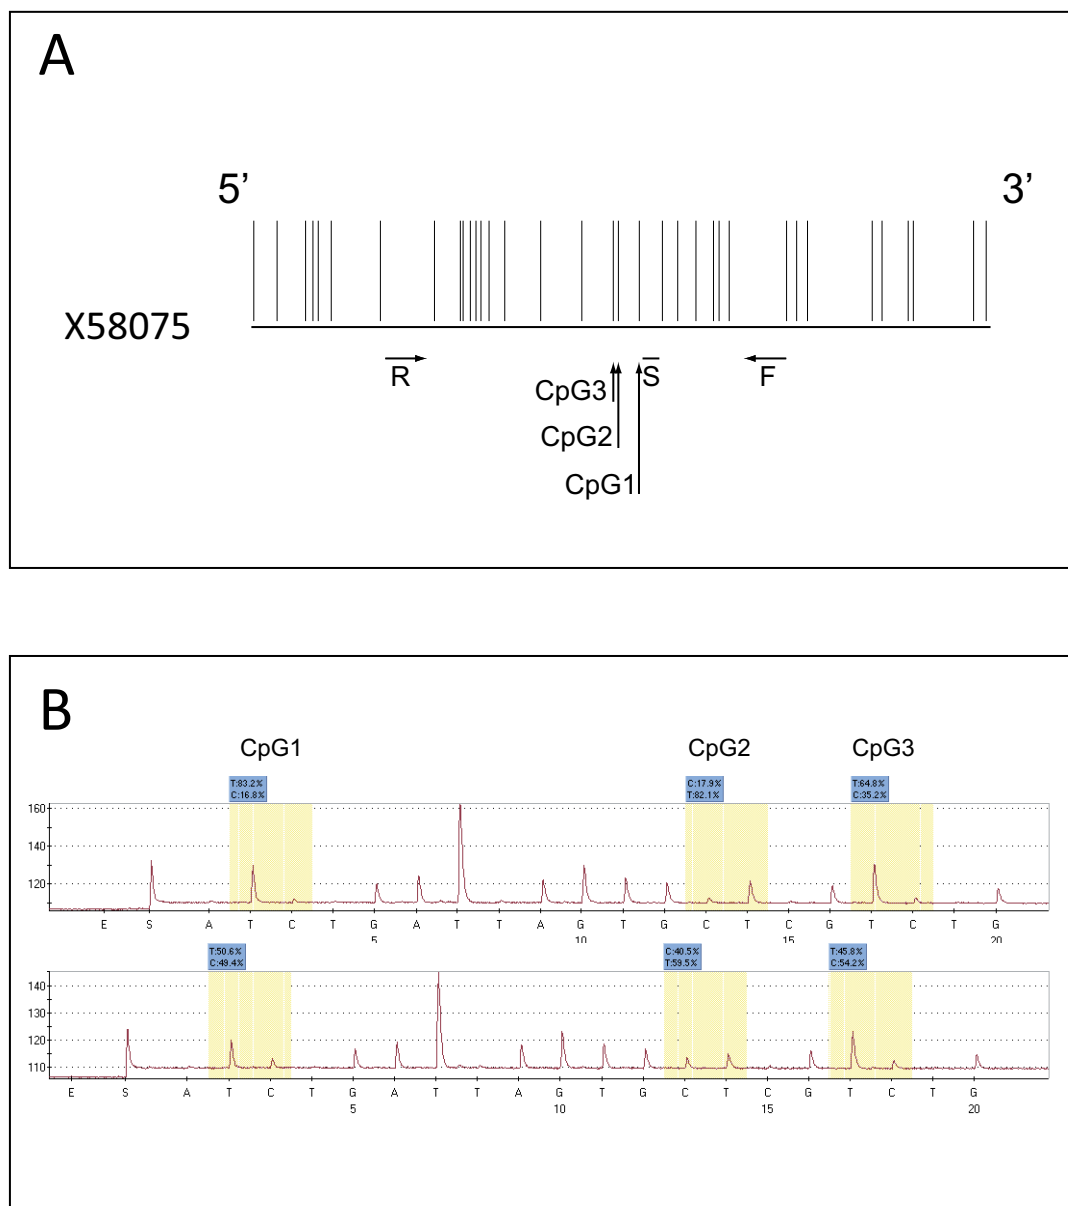 A
5’ 3’
X58075
R S F
CpG3
CpG2
CpG1
B
CpG1 CpG2 CpG3
T:83.2% C:17.9% T:64.8%
C:16.8% T:82.1% C:35.2%
160
140
120
E S A T C T G A T T A G T G C T C G T C T G
5 10 15 20
T:50.6% C:40.5% T:45.8%
C:49.4% T:59.5% C:54.2%
140
130
120
110
E S A T C T G A T T A G T G C T C G T C T G
5 10 15 20